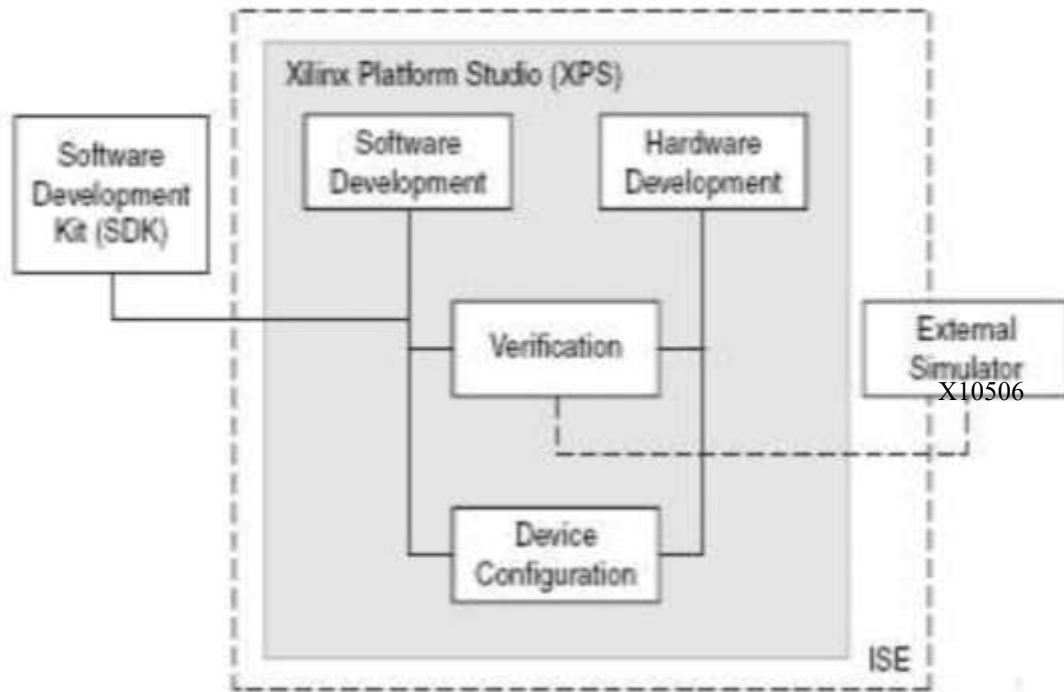 Xilinx Platform Studio (XPS)
Software
Development
Kit (SDK)
Software
Development
Hardware
Development
Verification
External
Simulator
X10506
Device
Configuration
ISE